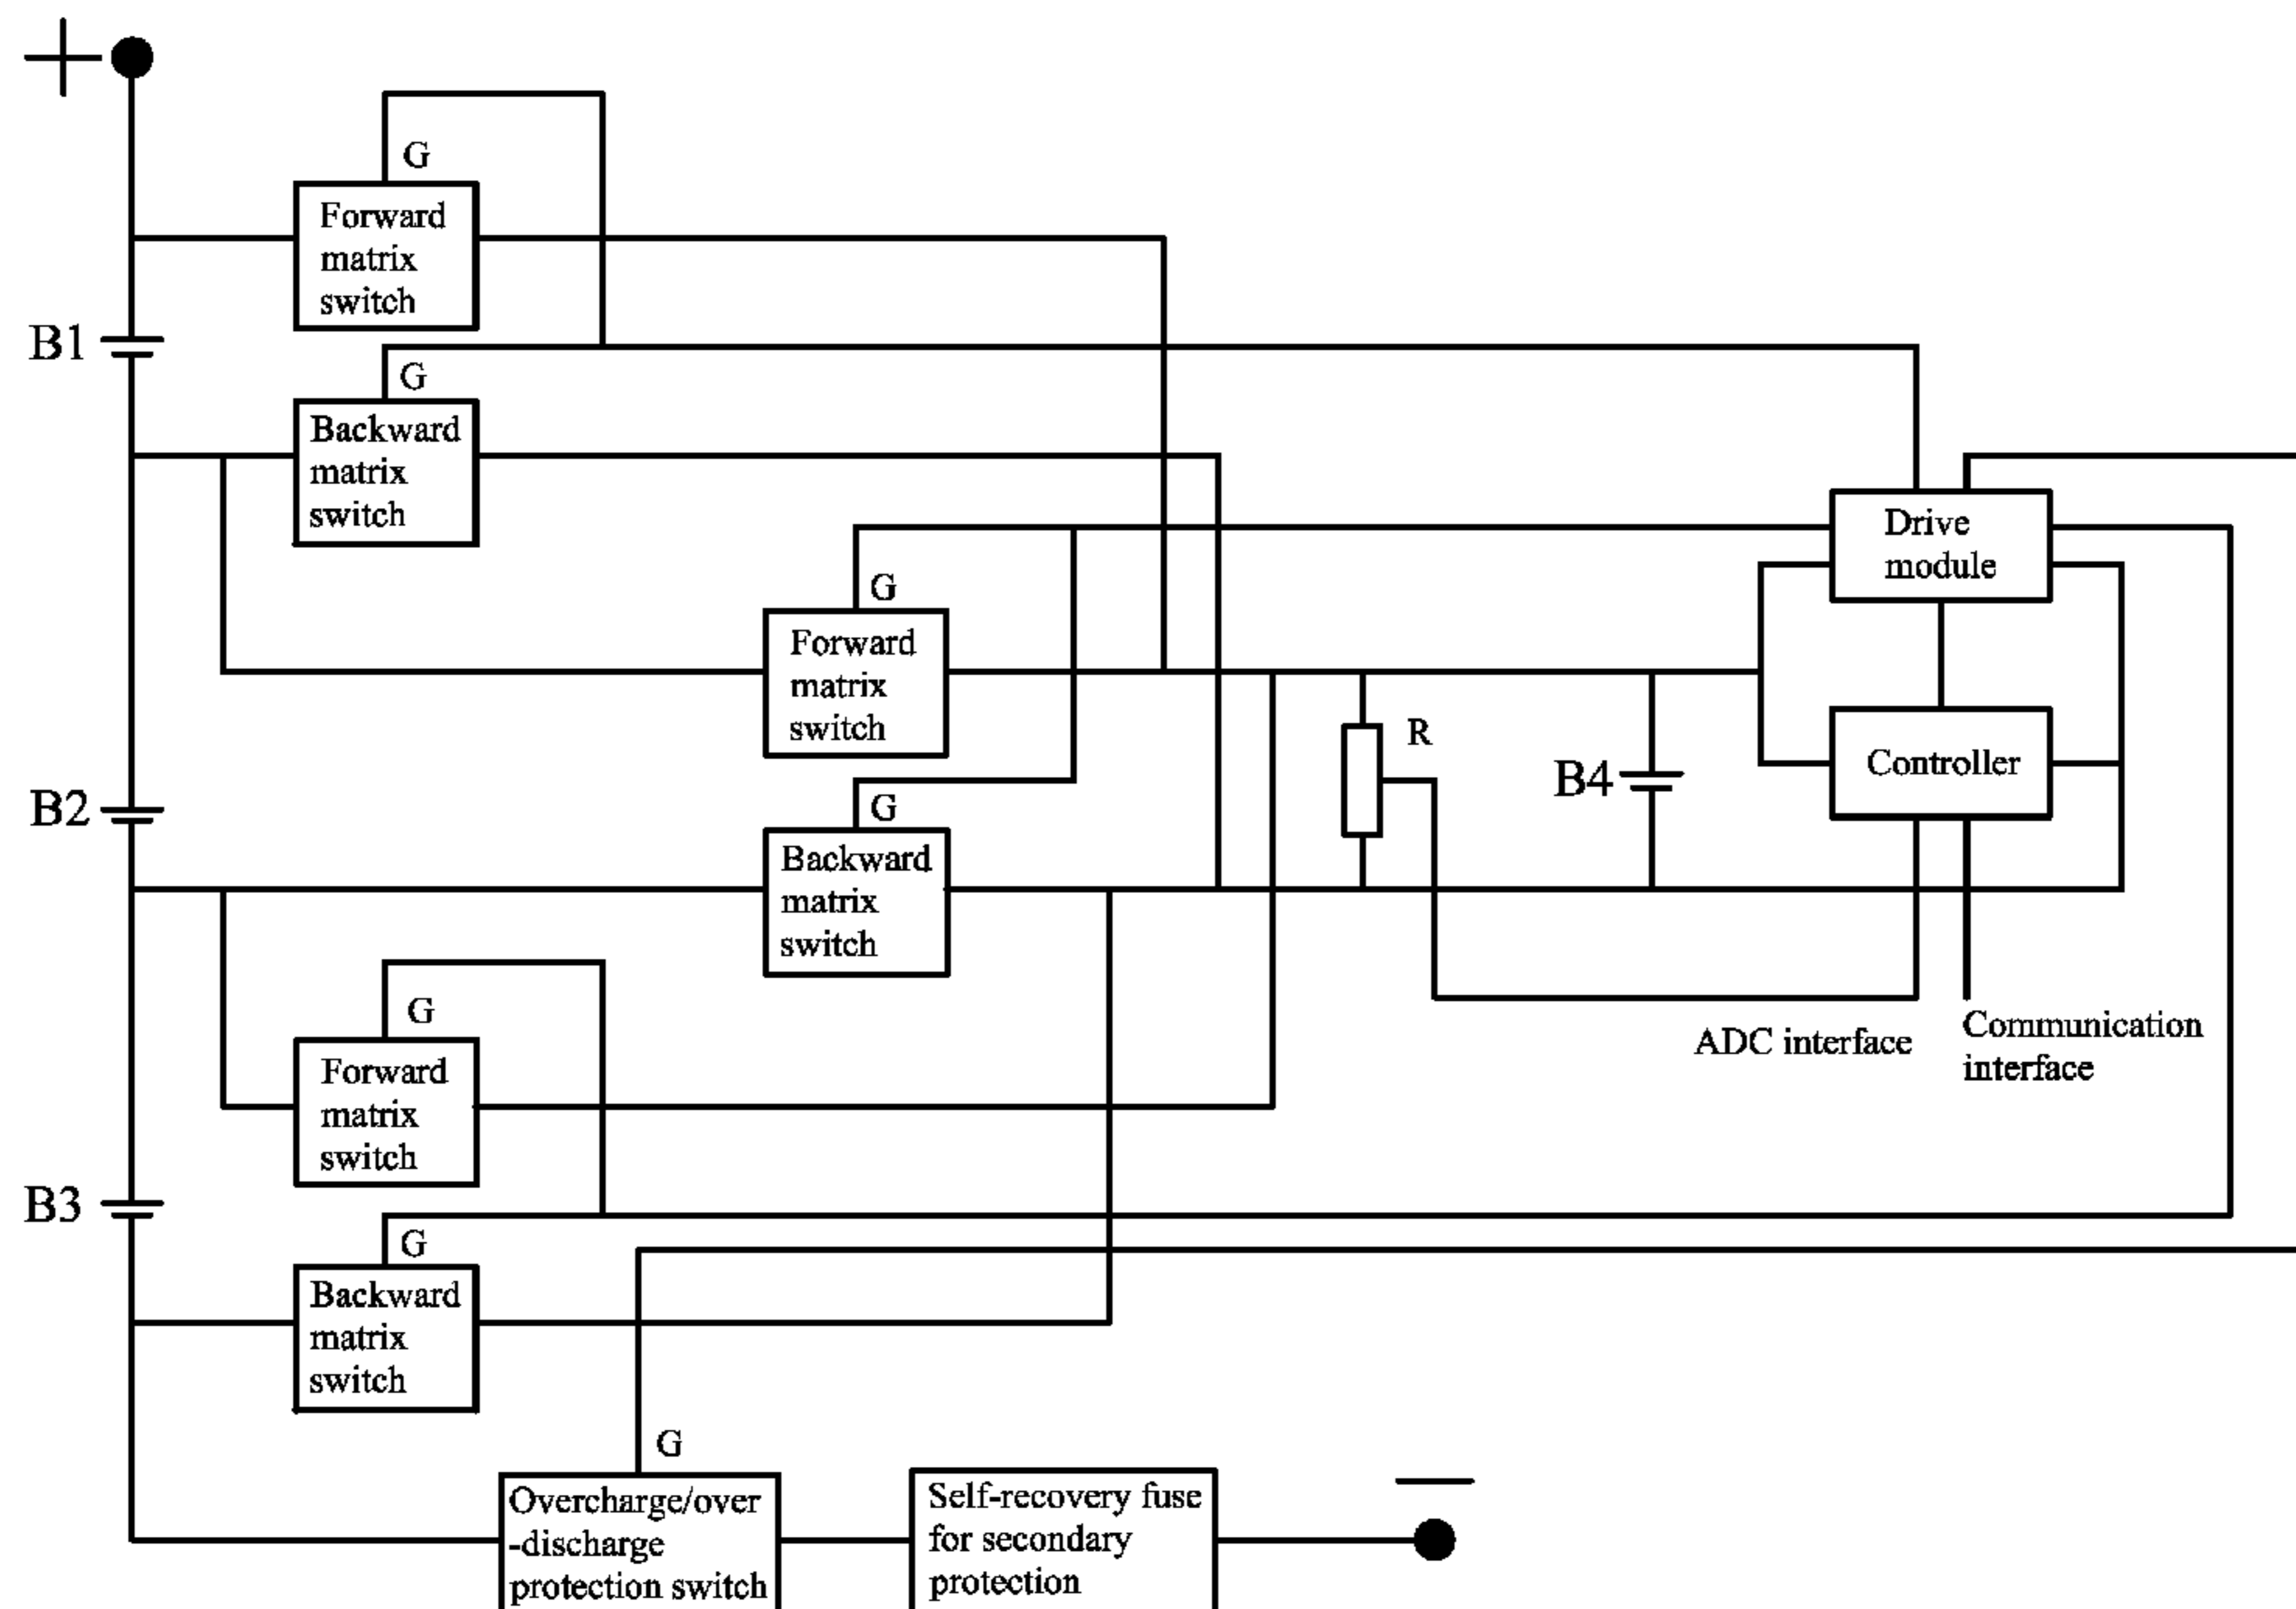 +
G
Forward
matrix
switch
B1
G
Backward
matrix
switch
Drive
module
G
Forward
matrix
switch
R
Controller
B4
B2
G
Backward
matrix
switch
G
ADC interface
Communication
interface
Forward
matrix
switch
B3
G
Backward
matrix
switch
G
Overcharge/over
-discharge
protection switch
Self-recovery fuse
for secondary
protection
—